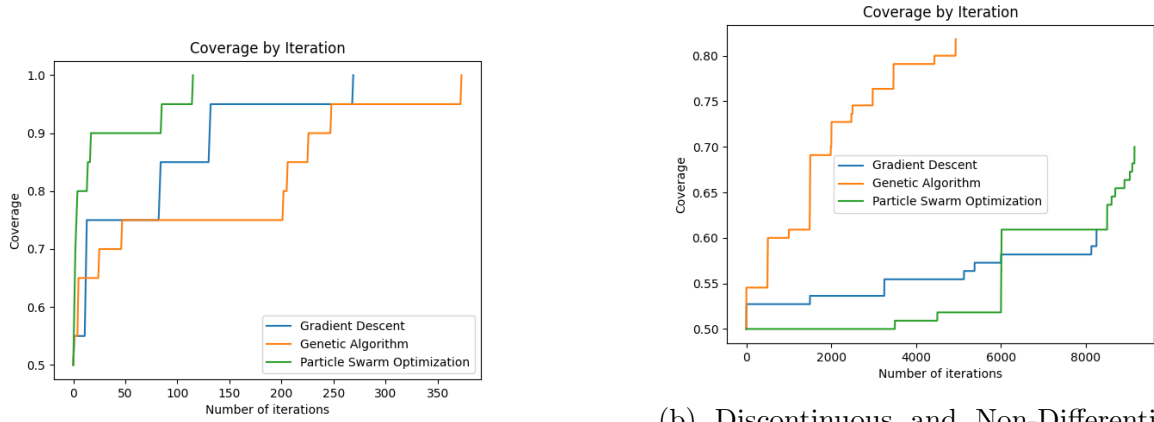 Coverage by Iteration
Coverage
1.0
0.9
0.8
0.7
0.6
0.5
0
50
100
150
200
250
300
350
Number of iterations
Gradient Descent
Genetic Algorithm
Particle Swarm Optimization
Coverage by Iteration
Coverage
0.80
0.75
0.70
0.65
0.60
0.55
0.50
0
2000
4000
6000
8000
Number of iterations
Gradient Descent
Genetic Algorithm
Particle Swarm Optimization
(b) Discontinuous and Non-Differenti